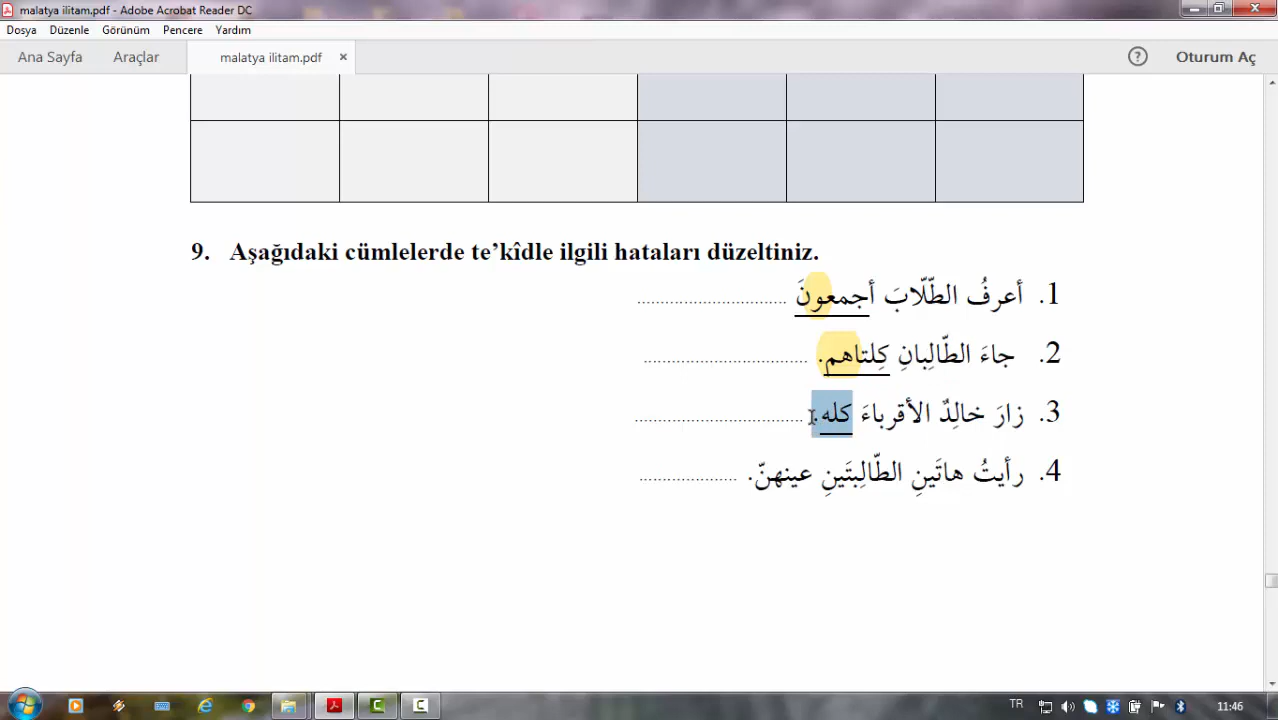 malatya ilitam.pdf - Adobe Acrobat Reader DC
Dosya Düzenle Görünüm Pencere Yardım
Ana Sayfa Araçlar malatya ilitam.pdf × ? Oturum Aç
9. Aşağıdaki cümlelerde te’kîdle ilgili hataları düzeltiniz.
1. أعرفُ الطّلّابَ أجمعونَ ................................
2. جاءَ الطّالِبانِ كِلتاهم. ...................................
3. زارَ خالِدٌ الأقرباءَ كله. ....................................
4. رأيتُ هاتَينِ الطّالِبتَينِ عينهنّ. .....................
TR 11:46